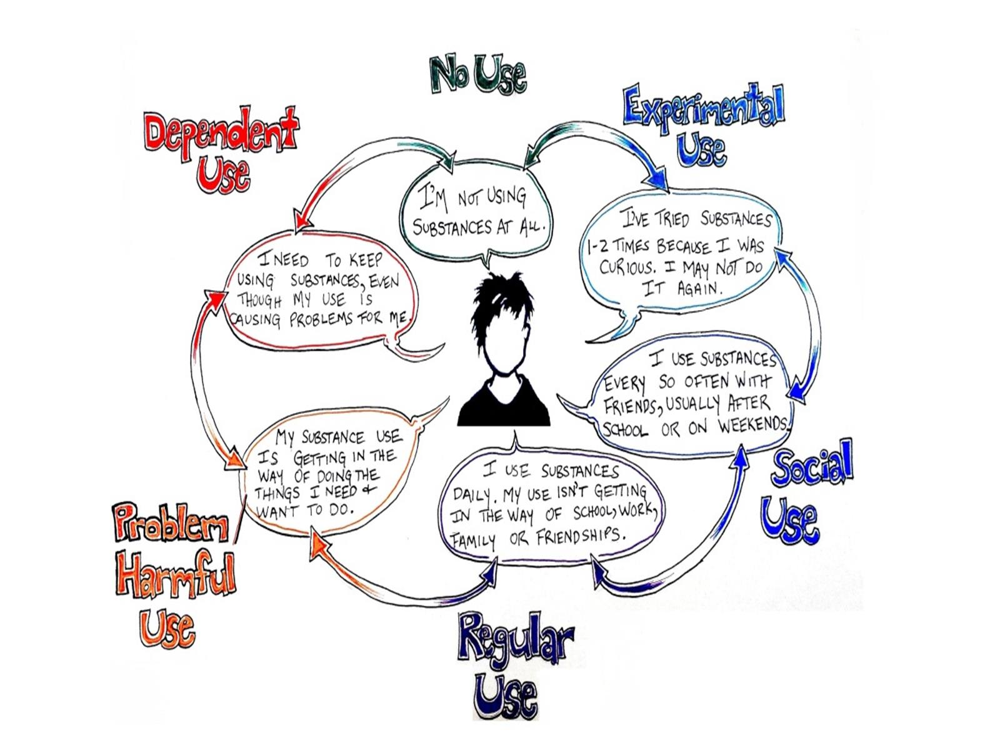 No Use
I'M NOT USING
SUBSTANCES AT ALL.
Experimental
Use
I'VE TRIED SUBSTANCES
1-2 TIMES BECAUSE I WAS
CURIOUS. I MAY NOT DO
IT AGAIN.
I USE SUBSTANCES
EVERY SO OFTEN WITH
FRIENDS, USUALLY AFTER
SCHOOL OR ON WEEKENDS.
Social
Use
I USE SUBSTANCES
DAILY. MY USE ISN'T GETTING
IN THE WAY OF SCHOOL, WORK,
FAMILY OR FRIENDSHIPS.
Regular
Use
MY SUBSTANCE USE
IS GETTING IN THE
WAY OF DOING THE
THINGS I NEED &
WANT TO DO.
Problem
Harmful
Use
Dependent
Use
I NEED TO KEEP
USING SUBSTANCES, EVEN
THOUGH MY USE IS
CAUSING PROBLEMS FOR ME.